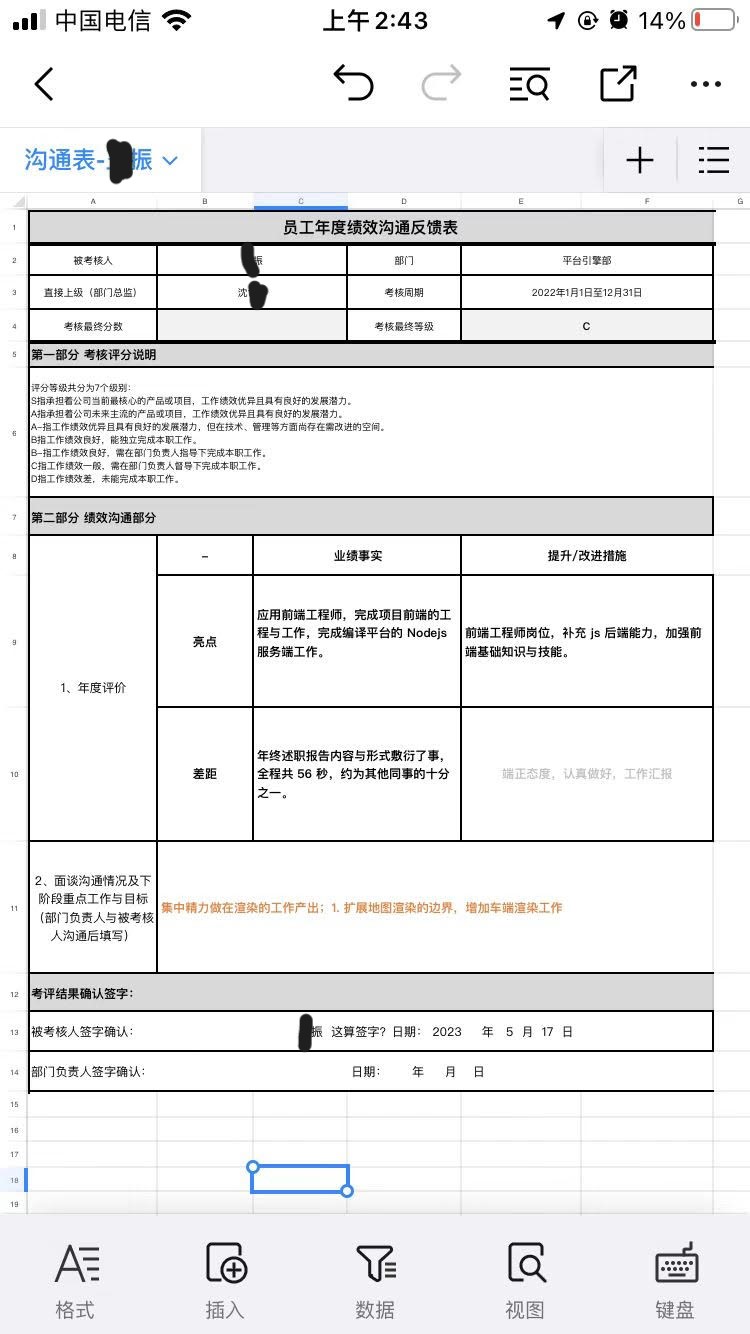 中国电信
上午2:43
14%
沟通表- 振
A B C D E F G
1 员工年度绩效沟通反馈表
2 被考核人 振 部门 平台引擎部
3 直接上级（部门总监） 沈 考核周期 2022年1月1日至12月31日
4 考核最终分数 考核最终等级 C
5 第一部分 考核评分说明
6
评分等级共分为7个级别：
S指承担着公司当前最核心的产品或项目，工作绩效优异且具有良好的发展潜力。
A指承担着公司未来主流的产品或项目，工作绩效优异且具有良好的发展潜力。
A-指工作绩效优异且具有良好的发展潜力，但在技术、管理等方面尚存在需改进的空间。
B指工作绩效良好，能独立完成本职工作。
B-指工作绩效良好，需在部门负责人指导下完成本职工作。
C指工作绩效一般，需在部门负责人督导下完成本职工作。
D指工作绩效差，未能完成本职工作。
7 第二部分 绩效沟通部分
8 – 业绩事实 提升/改进措施
1、年度评价
9 亮点
应用前端工程师，完成项目前端的工
程与工作，完成编译平台的 Nodejs
服务端工作。
前端工程师岗位，补充 js 后端能力，加强前
端基础知识与技能。
10 差距
年终述职报告内容与形式敷衍了事，
全程共 56 秒，约为其他同事的十分
之一。
端正态度，认真做好，工作汇报
11
2、面谈沟通情况及下
阶段重点工作与目标
（部门负责人与被考核
人沟通后填写）
集中精力做在渲染的工作产出；1. 扩展地图渲染的边界，增加车端渲染工作
12 考评结果确认签字：
13 被考核人签字确认： 振 这算签字？日期： 2023 年 5 月 17 日
14 部门负责人签字确认： 日期： 年 月 日
15
16
17
18
19
格式 插入 数据 视图 键盘